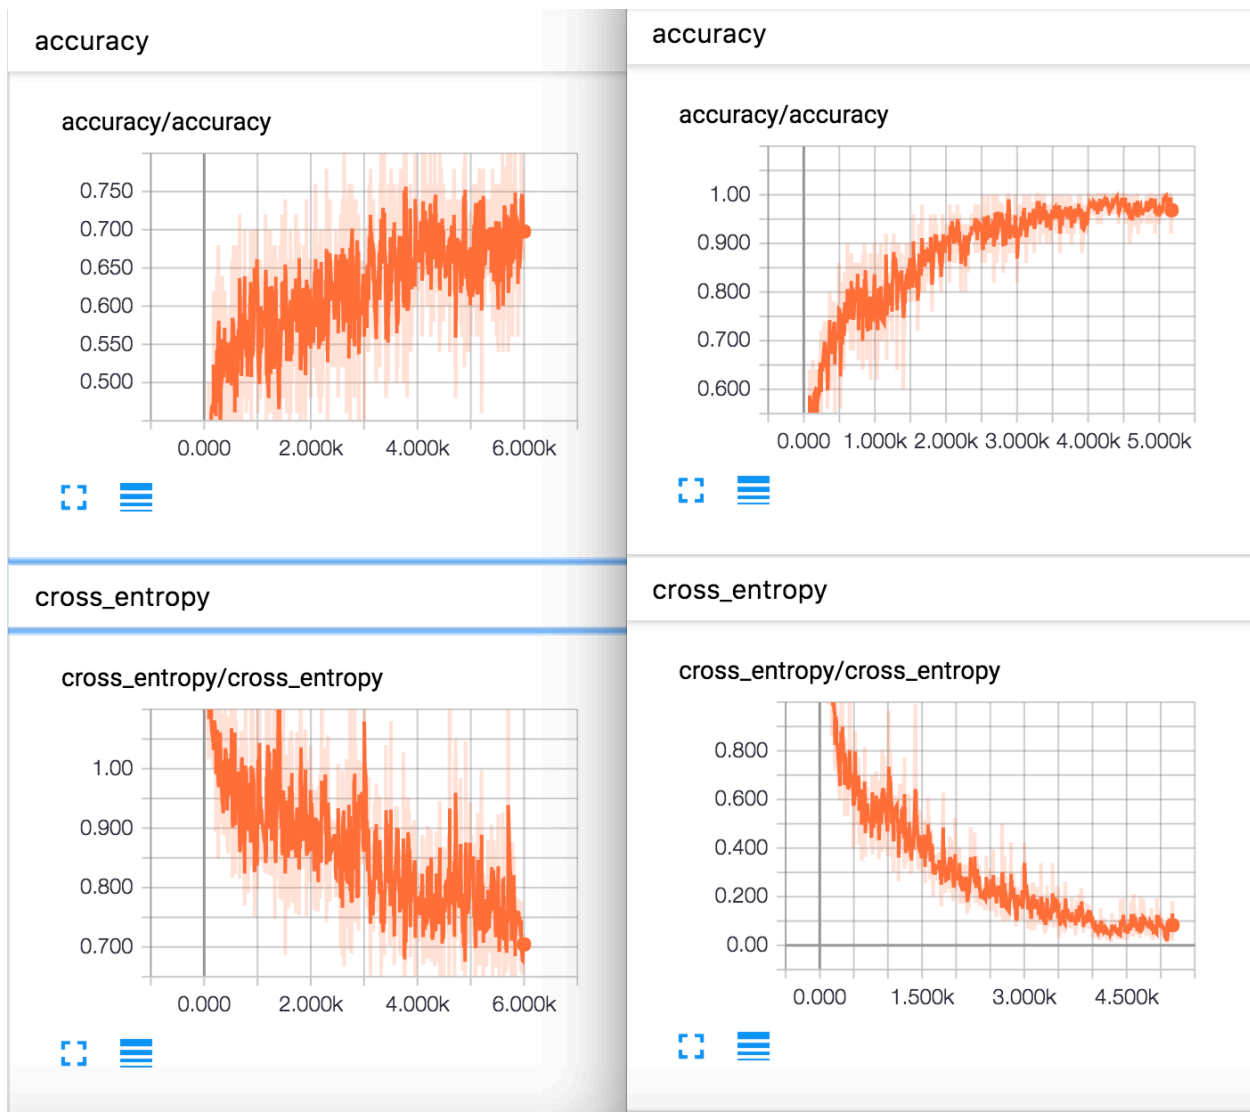 accuracy
accuracy/accuracy
0.750
0.700
0.650
0.600
0.550
0.500
0.000 2.000k 4.000k 6.000k
cross_entropy
cross_entropy/cross_entropy
1.00
0.900
0.800
0.700
0.000 2.000k 4.000k 6.000k
accuracy
accuracy/accuracy
1.00
0.900
0.800
0.700
0.600
0.000 1.000k 2.000k 3.000k 4.000k 5.000k
cross_entropy
cross_entropy/cross_entropy
0.800
0.600
0.400
0.200
0.00
0.000 1.500k 3.000k 4.500k